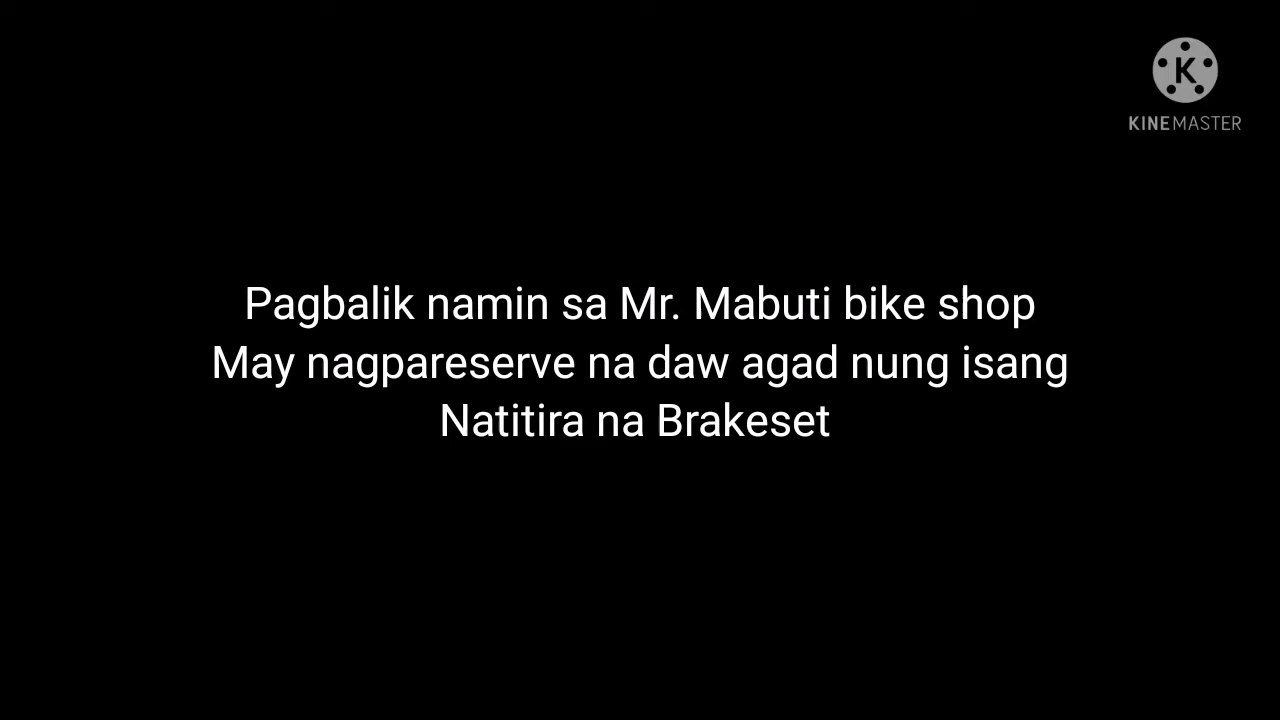 K
KINEMASTER
Pagbalik namin sa Mr. Mabuti bike shop
May nagpareserve na daw agad nung isang
Natitira na Brakeset